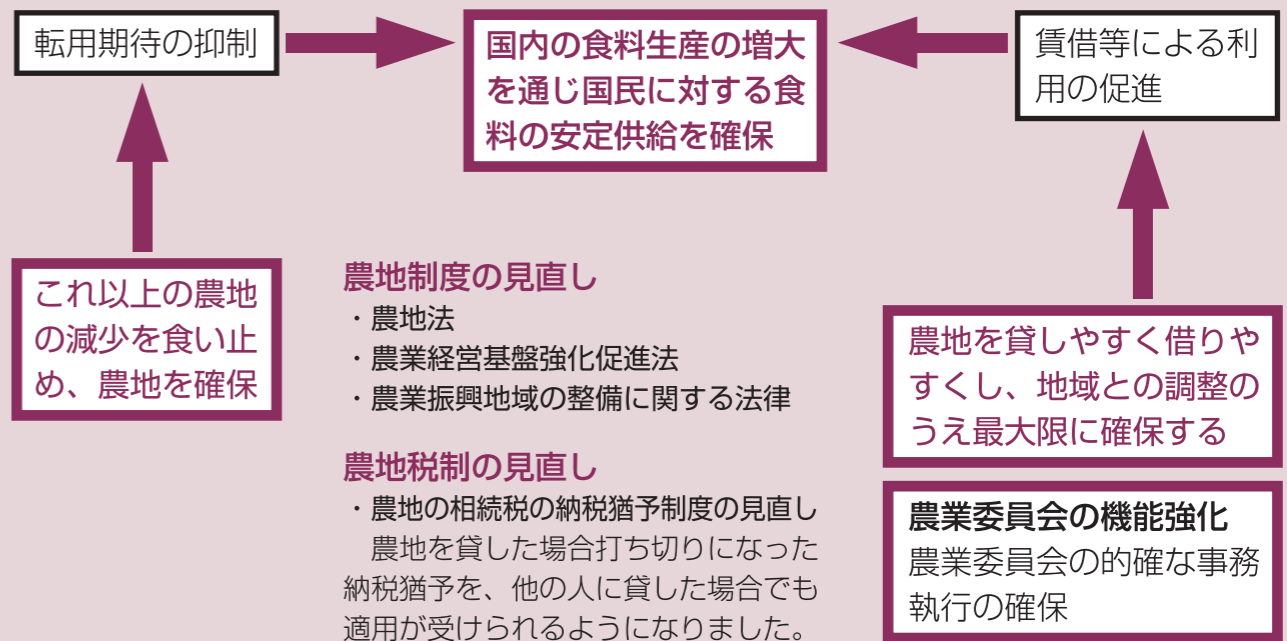 転用期待の抑制
国内の食料生産の増大
を通じ国民に対する食
料の安定供給を確保
賃借等による利
用の促進
これ以上の農地
の減少を食い止
め、農地を確保
農地制度の見直し
・農地法
・農業経営基盤強化促進法
・農業振興地域の整備に関する法律
農地税制の見直し
・農地の相続税の納税猶予制度の見直し
　農地を貸した場合打ち切りになった
納税猶予を、他の人に貸した場合でも
適用が受けられるようになりました。
農地を貸しやすく借りや
すくし、地域との調整の
うえ最大限に確保する
農業委員会の機能強化
農業委員会の的確な事務
執行の確保